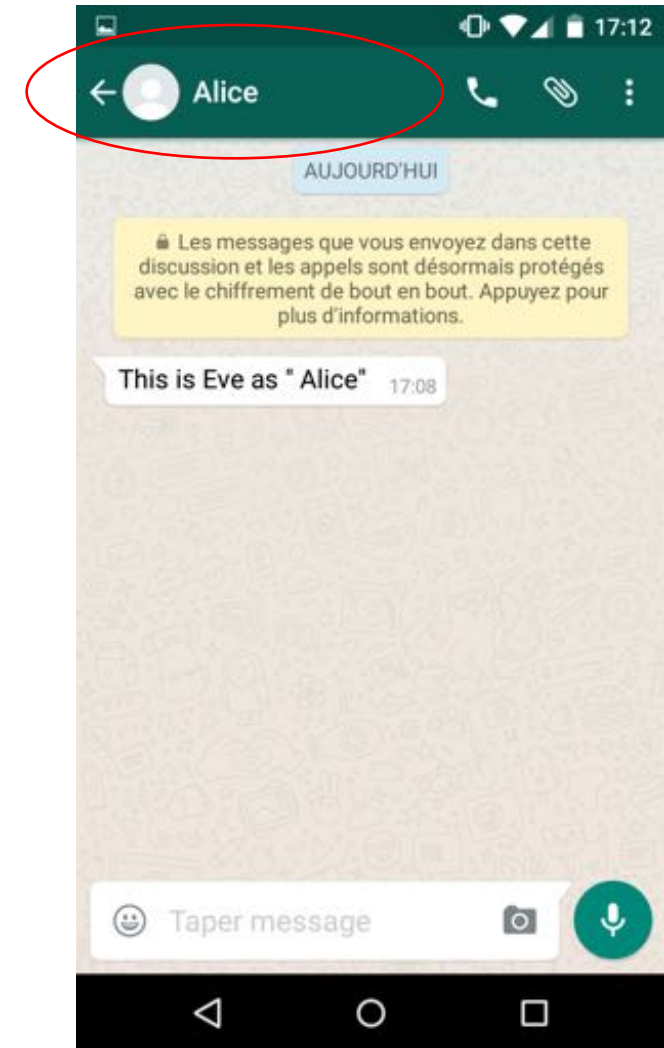 17:12
Alice
AUJOURD'HUI
Les messages que vous envoyez dans cette
discussion et les appels sont désormais protégés
avec le chiffrement de bout en bout. Appuyez pour
plus d'informations.
This is Eve as " Alice" 17:08
Taper message